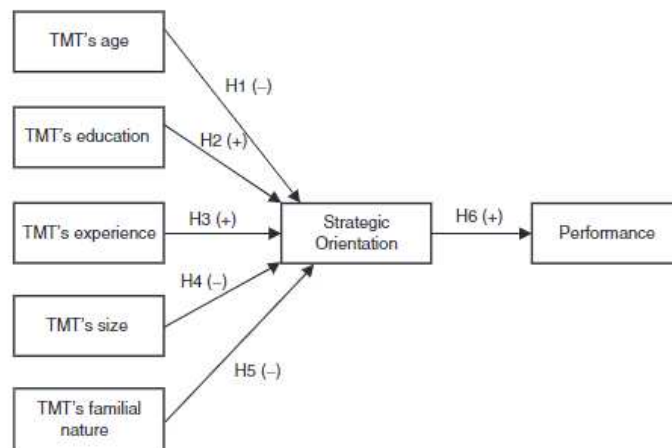 TMT's age
H1 (–)
TMT's education
H2 (+)
TMT's experience
H3 (+)
Strategic
Orientation
H6 (+)
Performance
H4 (–)
TMT's size
H5 (–)
TMT's familial
nature